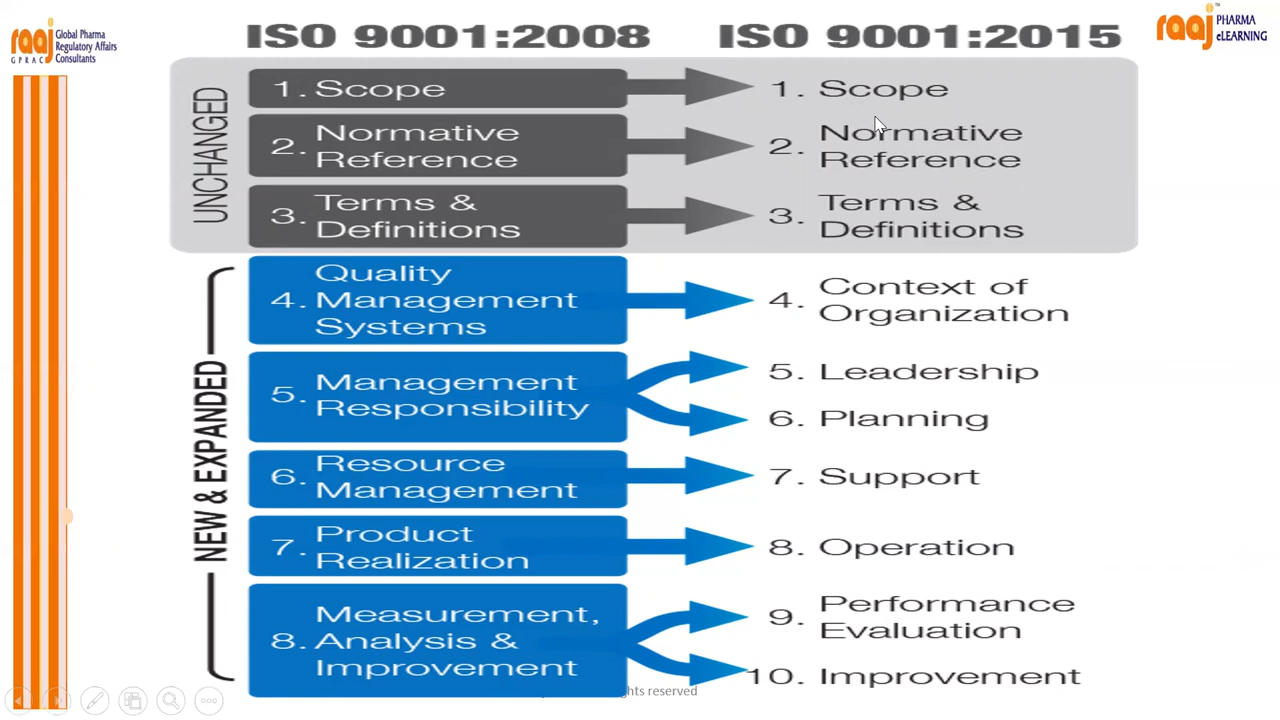 raaj
Global Pharma
Regulatory Affairs
Consultants
GPRAC
ISO 9001:2008
ISO 9001:2015
raaj
PHARMA
eLEARNING
UNCHANGED
1. Scope
1. Scope
2. Normative
Reference
2. Normative
Reference
3. Terms &
Definitions
3. Terms &
Definitions
NEW & EXPANDED
4. Quality
Management
Systems
4. Context of
Organization
5. Management
Responsibility
5. Leadership
6. Planning
6. Resource
Management
7. Support
7. Product
Realization
8. Operation
8. Measurement,
Analysis &
Improvement
9. Performance
Evaluation
10. Improvement
reserved